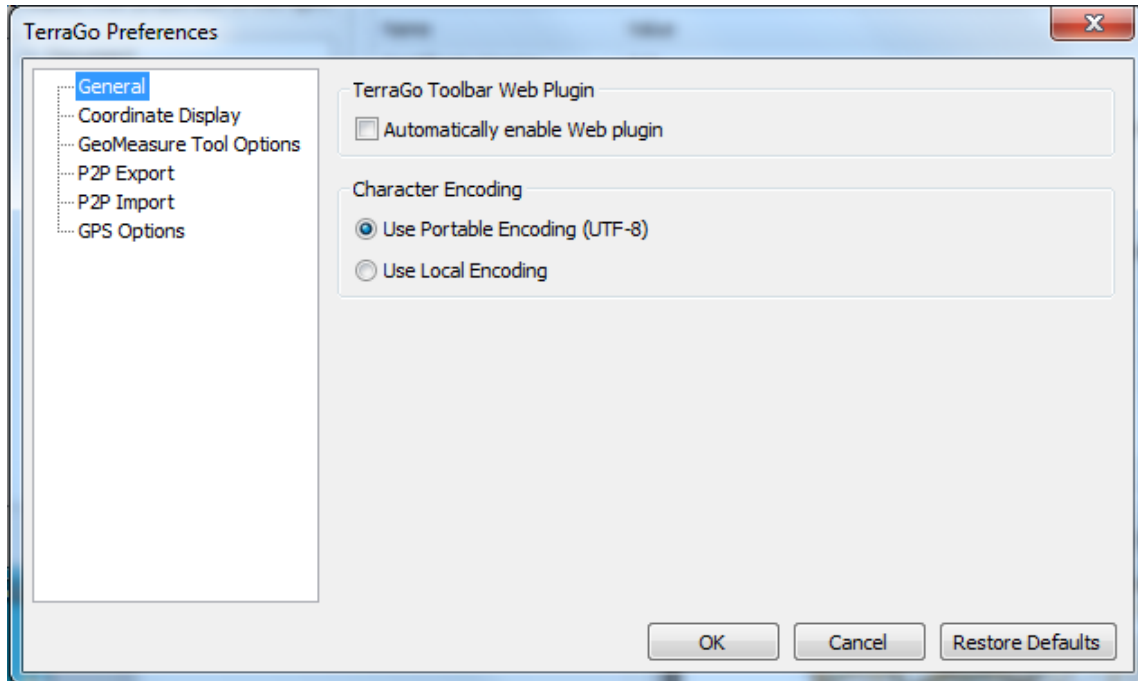 TerraGo Preferences
General
Coordinate Display
GeoMeasure Tool Options
P2P Export
P2P Import
GPS Options
TerraGo Toolbar Web Plugin
Automatically enable Web plugin
Character Encoding
Use Portable Encoding (UTF-8)
Use Local Encoding
OK
Cancel
Restore Defaults